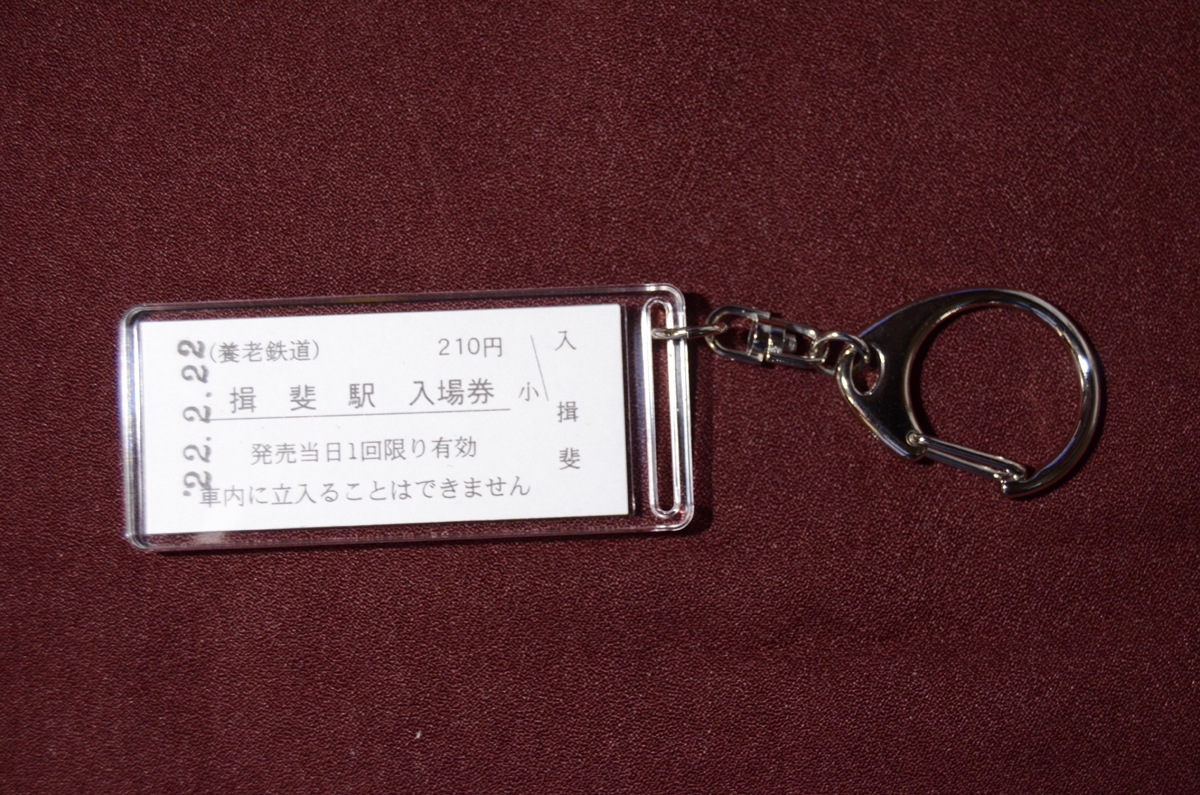 '22.2.22
(養老鉄道) 210円
揖斐駅 入場券 小
発売当日1回限り有効
車内に立入ることはできません
入
揖
斐